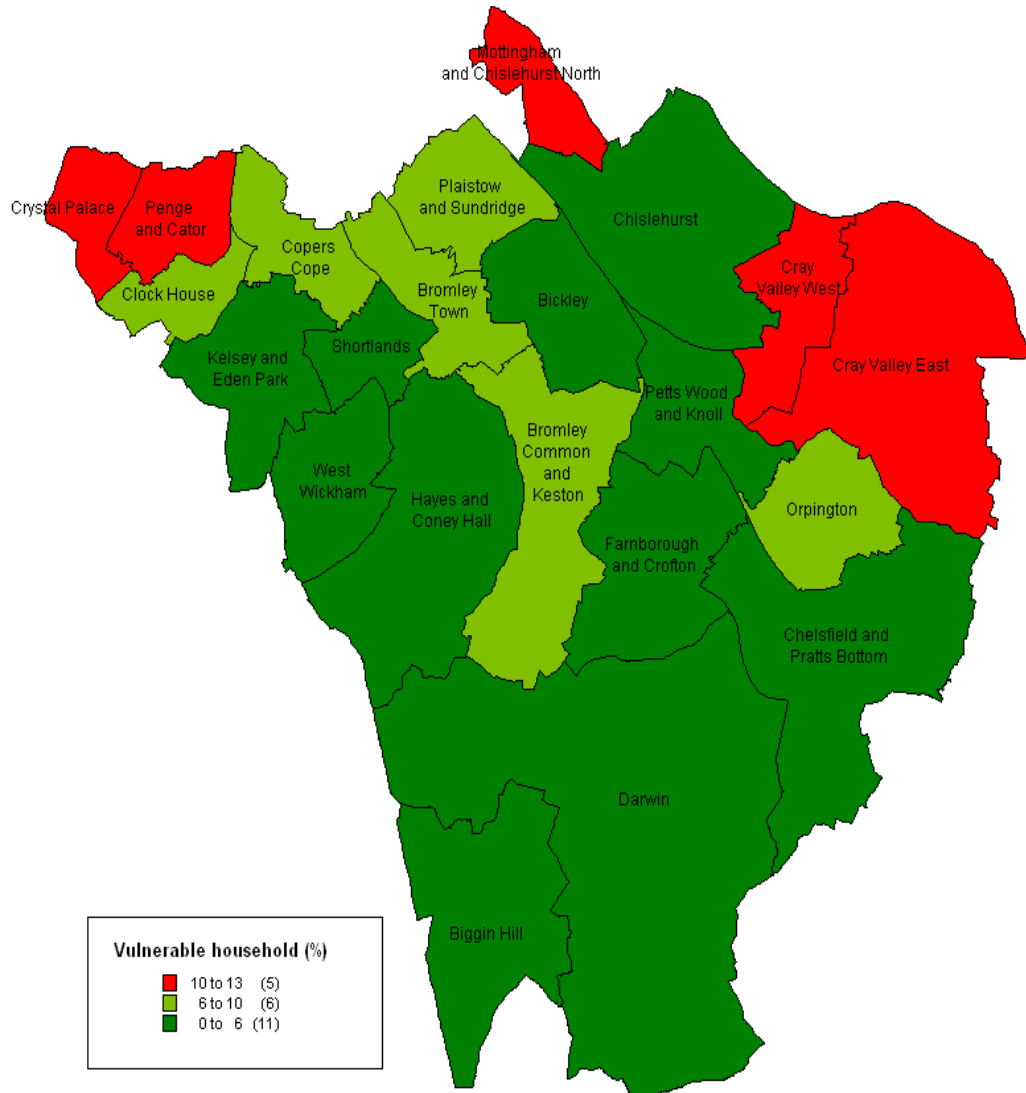 Mottingham
and Chislehurst North
Plaistow
and Sundridge
Crystal Palace
Penge
and Cator
Chislehurst
Copers
Cope
Cray
Valley West
Clock House
Bromley
Town
Bickley
Shortlands
Kelsey and
Eden Park
Cray Valley East
Petts Wood
and Knoll
Bromley
Common
and
Keston
West
Wickham
Hayes and
Coney Hall
Orpington
Farnborough
and Crofton
Chelsfield and
Pratts Bottom
Darwin
Biggin Hill
Vulnerable household (%)
10 to 13 (5)
6 to 10 (6)
0 to 6 (11)